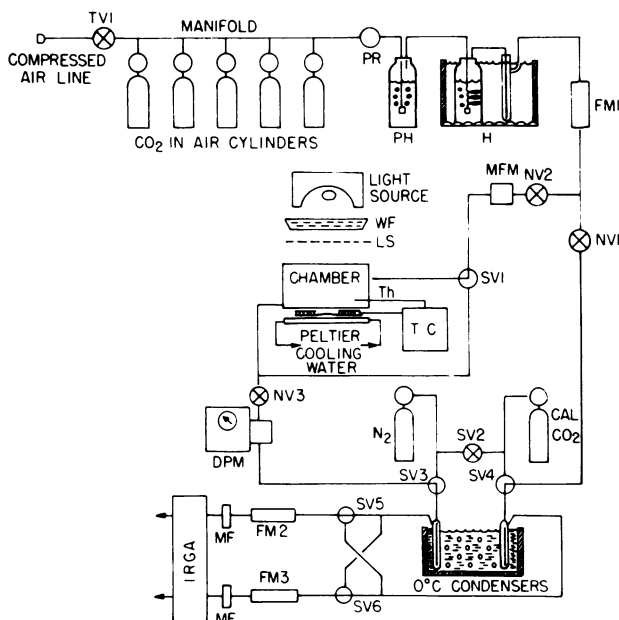 TV1
MANIFOLD
COMPRESSED
AIR LINE
PR
CO2 IN AIR CYLINDERS
PH
H
FM1
LIGHT
SOURCE
WF
LS
MFM
NV2
NV1
CHAMBER
SV1
Th
TC
PELTIER
COOLING
WATER
NV3
N2
CAL
CO2
SV2
DPM
SV3
SV4
SV5
IRGA
MF
FM2
0°C CONDENSERS
FM3
SV6
MF